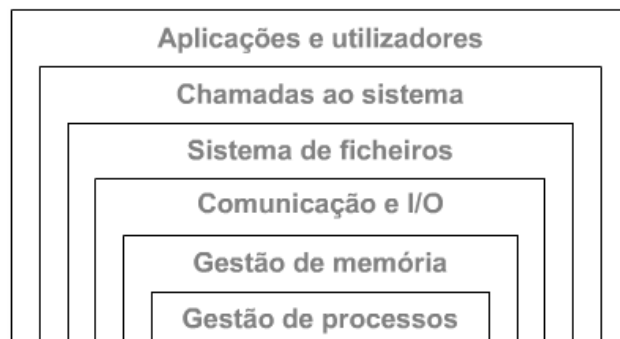 Aplicações e utilizadores
Chamadas ao sistema
Sistema de ficheiros
Comunicação e I/O
Gestão de memória
Gestão de processos